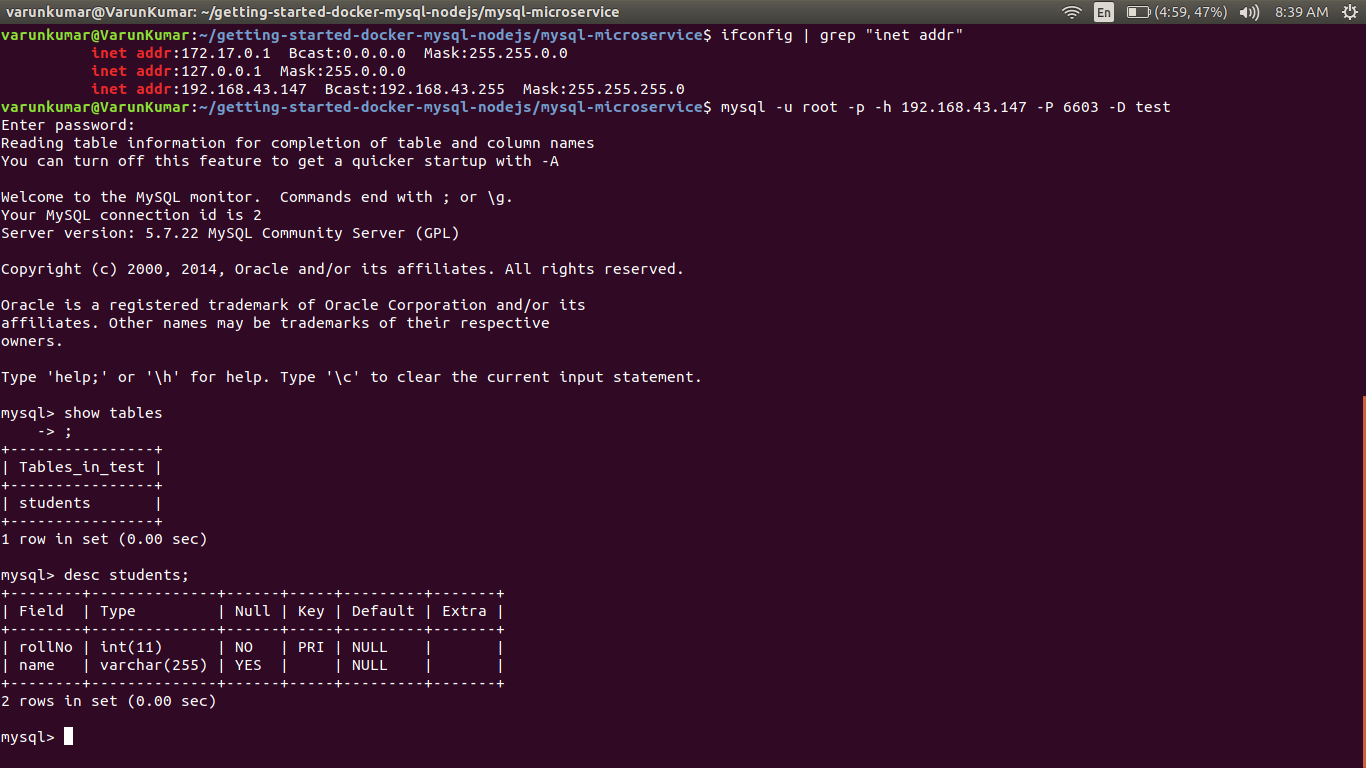 varunkumar@VarunKumar: ~/getting-started-docker-mysql-nodejs/mysql-microservice En (4:59, 47%) 8:39 AM
varunkumar@VarunKumar:~/getting-started-docker-mysql-nodejs/mysql-microservice$ ifconfig | grep "inet addr"
          inet addr:172.17.0.1  Bcast:0.0.0.0  Mask:255.255.0.0
          inet addr:127.0.0.1  Mask:255.0.0.0
          inet addr:192.168.43.147  Bcast:192.168.43.255  Mask:255.255.255.0
varunkumar@VarunKumar:~/getting-started-docker-mysql-nodejs/mysql-microservice$ mysql -u root -p -h 192.168.43.147 -P 6603 -D test
Enter password:
Reading table information for completion of table and column names
You can turn off this feature to get a quicker startup with -A

Welcome to the MySQL monitor.  Commands end with ; or \g.
Your MySQL connection id is 2
Server version: 5.7.22 MySQL Community Server (GPL)

Copyright (c) 2000, 2014, Oracle and/or its affiliates. All rights reserved.

Oracle is a registered trademark of Oracle Corporation and/or its
affiliates. Other names may be trademarks of their respective
owners.

Type 'help;' or '\h' for help. Type '\c' to clear the current input statement.

mysql> show tables
    -> ;
+----------------+
| Tables_in_test |
+----------------+
| students       |
+----------------+
1 row in set (0.00 sec)

mysql> desc students;
+--------+--------------+------+-----+---------+-------+
| Field  | Type         | Null | Key | Default | Extra |
+--------+--------------+------+-----+---------+-------+
| rollNo | int(11)      | NO   | PRI | NULL    |       |
| name   | varchar(255) | YES  |     | NULL    |       |
+--------+--------------+------+-----+---------+-------+
2 rows in set (0.00 sec)

mysql>